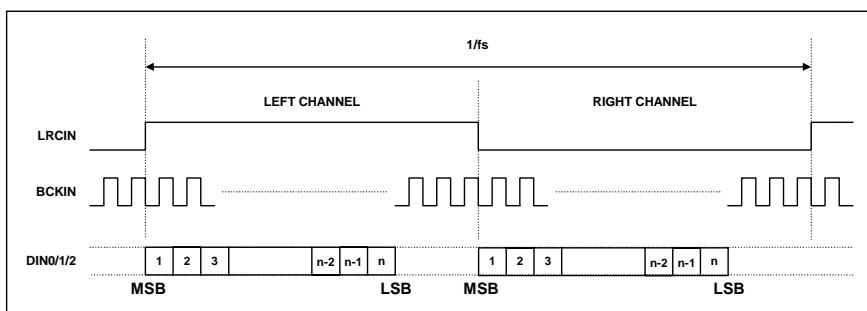 1/fs
LEFT CHANNEL RIGHT CHANNEL
LRCIN
BCKIN
DIN0/1/2 1 2 3 n-2 n-1 n 1 2 3 n-2 n-1 n
MSB LSB MSB LSB